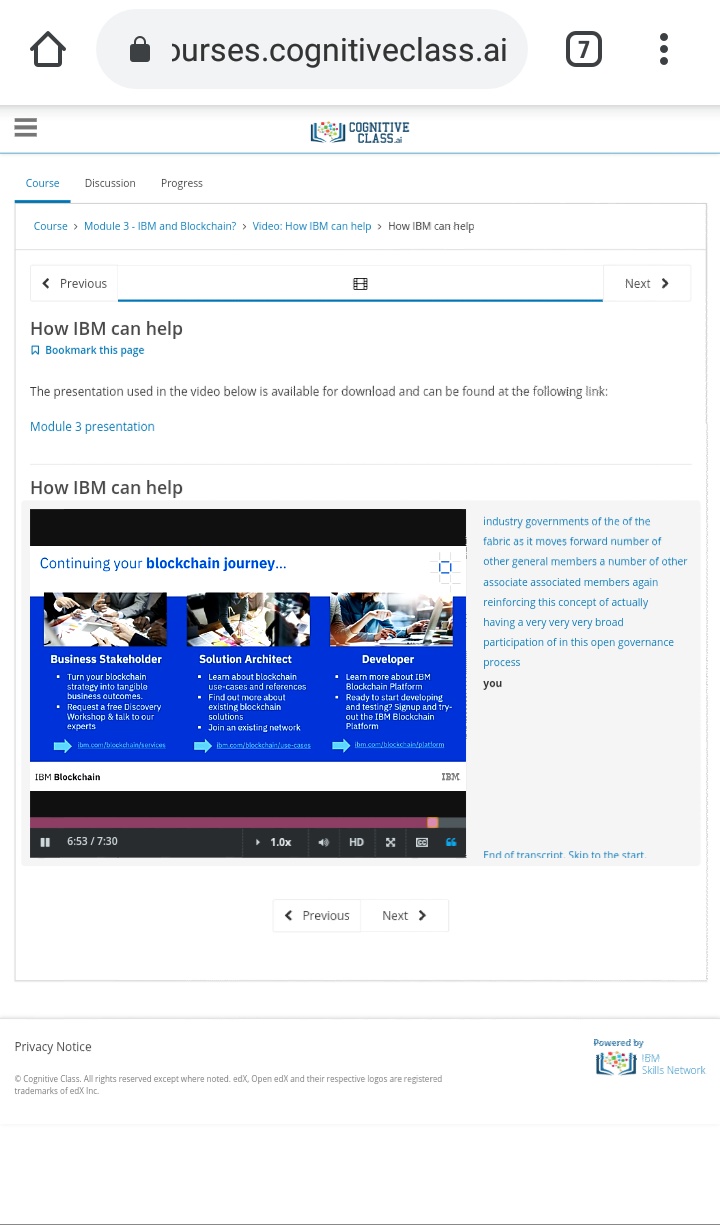 ourses.cognitiveclass.ai
7
COGNITIVE
CLASS.ai
Course
Discussion
Progress
Course > Module 3 - IBM and Blockchain? > Video: How IBM can help > How IBM can help
Previous
Next
How IBM can help
Bookmark this page
The presentation used in the video below is available for download and can be found at the following link:
Module 3 presentation
How IBM can help
Continuing your blockchain journey...
Business Stakeholder
• Turn your blockchain
strategy into tangible
business outcomes.
• Request a free Discovery
Workshop & talk to our
experts
ibm.com/blockchain/services
Solution Architect
• Learn about blockchain
use-cases and references
• Find out more about
existing blockchain
solutions
• Join an existing network
ibm.com/blockchain/use-cases
Developer
• Learn more about IBM
Blockchain Platform
• Ready to start developing
and testing? Signup and try-
out the IBM Blockchain
Platform
ibm.com/blockchain/platform
IBM Blockchain
IBM
6:53 / 7:30
1.0x
HD
industry governments of the of the
fabric as it moves forward number of
other general members a number of other
associate associated members again
reinforcing this concept of actually
having a very very very broad
participation of in this open governance
process
you
End of transcript. Skip to the start.
Previous
Next
Privacy Notice
© Cognitive Class. All rights reserved except where noted. edX, Open edX and their respective logos are registered
trademarks of edX Inc.
Powered by
IBM
Skills Network